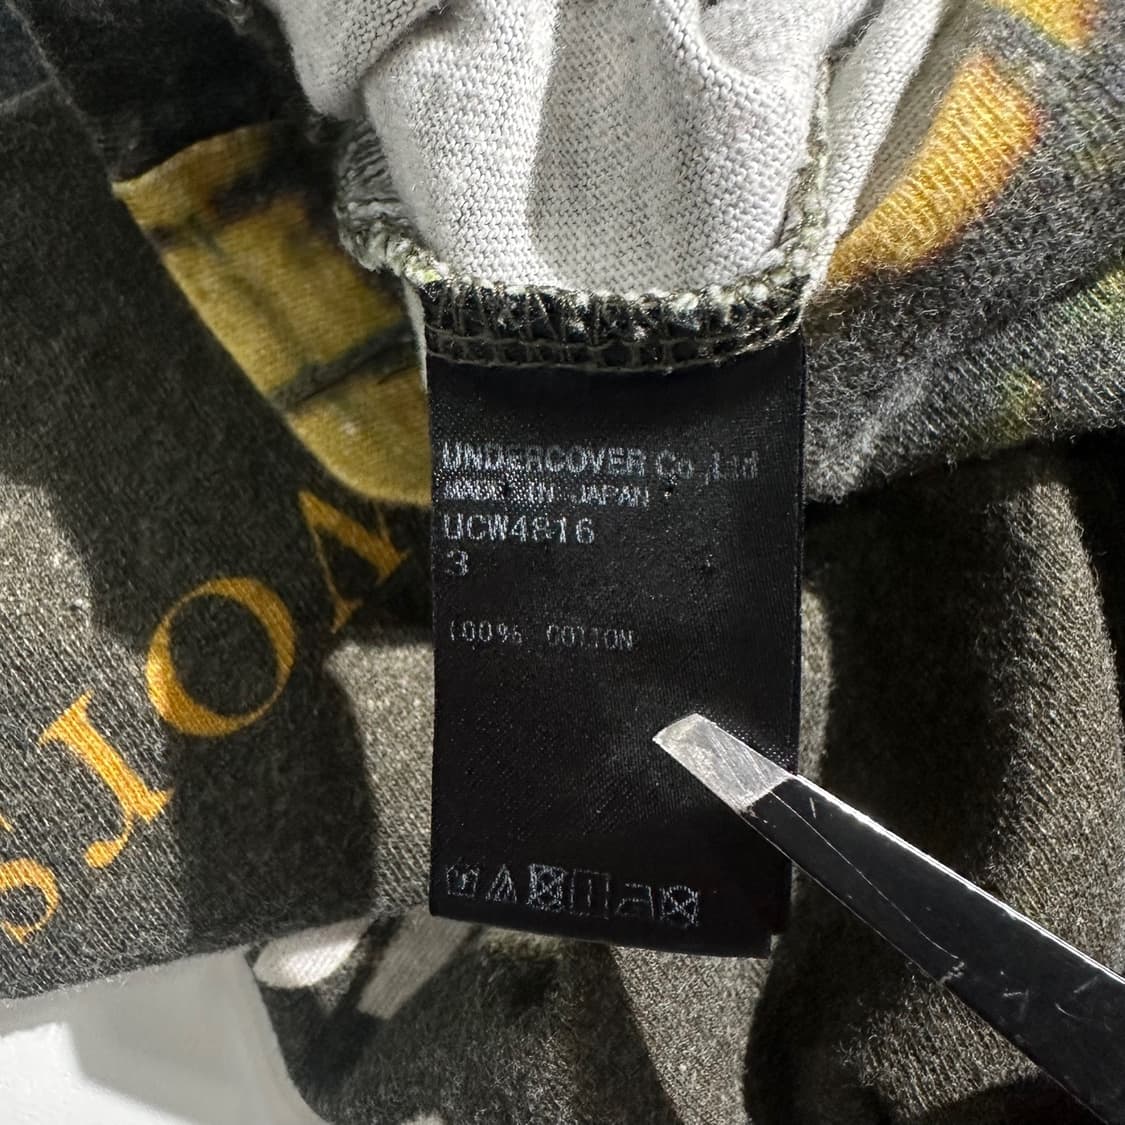 UNDERCOVER Co.,Ltd
MADE IN JAPAN
UCW4816
3
100% COTTON